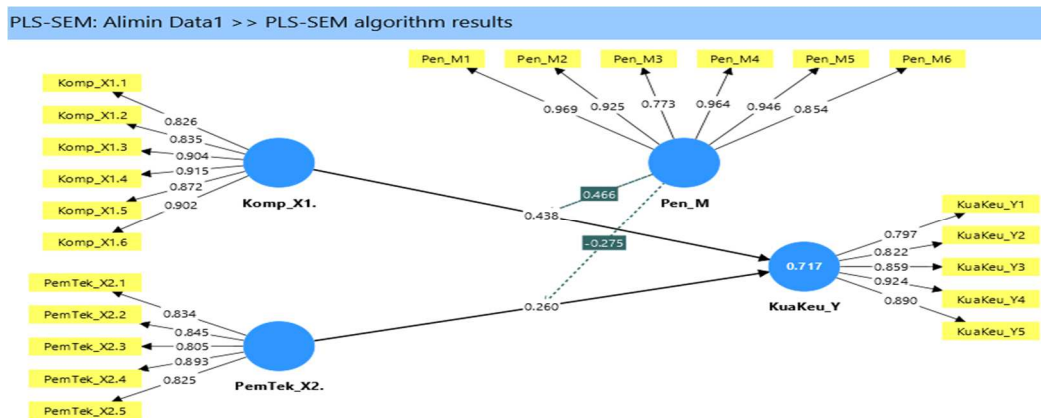 PLS-SEM: Alimin Data1 >> PLS-SEM algorithm results
Pen_M1 Pen_M2 Pen_M3 Pen_M4 Pen_M5 Pen_M6
0.969 0.925 0.773 0.964 0.946 0.854
Pen_M
Komp_X1.1
Komp_X1.2
Komp_X1.3
Komp_X1.4
Komp_X1.5
Komp_X1.6
0.826
0.835
0.904
0.915
0.872
0.902
Komp_X1.
0.466
0.438
-0.275
0.260
PemTek_X2.1
PemTek_X2.2
PemTek_X2.3
PemTek_X2.4
PemTek_X2.5
0.834
0.845
0.805
0.893
0.825
PemTek_X2.
0.717
KuaKeu_Y
0.797
0.822
0.859
0.924
0.890
KuaKeu_Y1
KuaKeu_Y2
KuaKeu_Y3
KuaKeu_Y4
KuaKeu_Y5